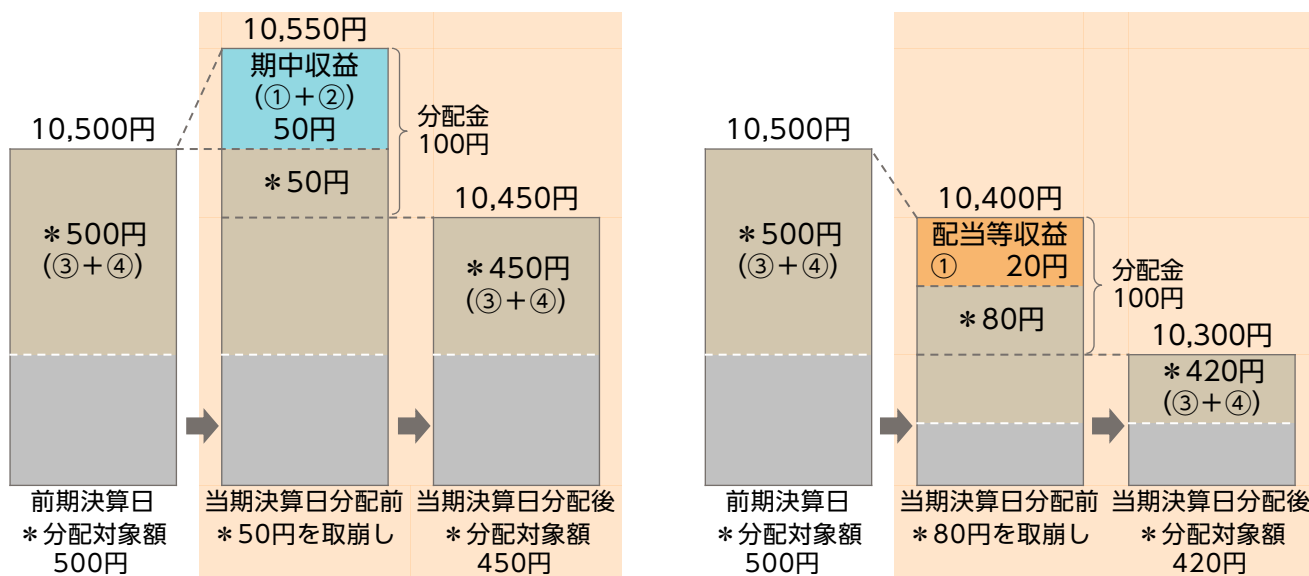 10,550円
期中収益
(①+②)
50円
分配金
100円
10,500円
*50円
10,450円
*500円
(③+④)
*450円
(③+④)
前期決算日
*分配対象額
500円
当期決算日分配前
*50円を取崩し
当期決算日分配後
*分配対象額
450円
10,500円
10,400円
*500円
(③+④)
配当等収益
① 20円
分配金
100円
*80円
10,300円
*420円
(③+④)
前期決算日
*分配対象額
500円
当期決算日分配前
*80円を取崩し
当期決算日分配後
*分配対象額
420円